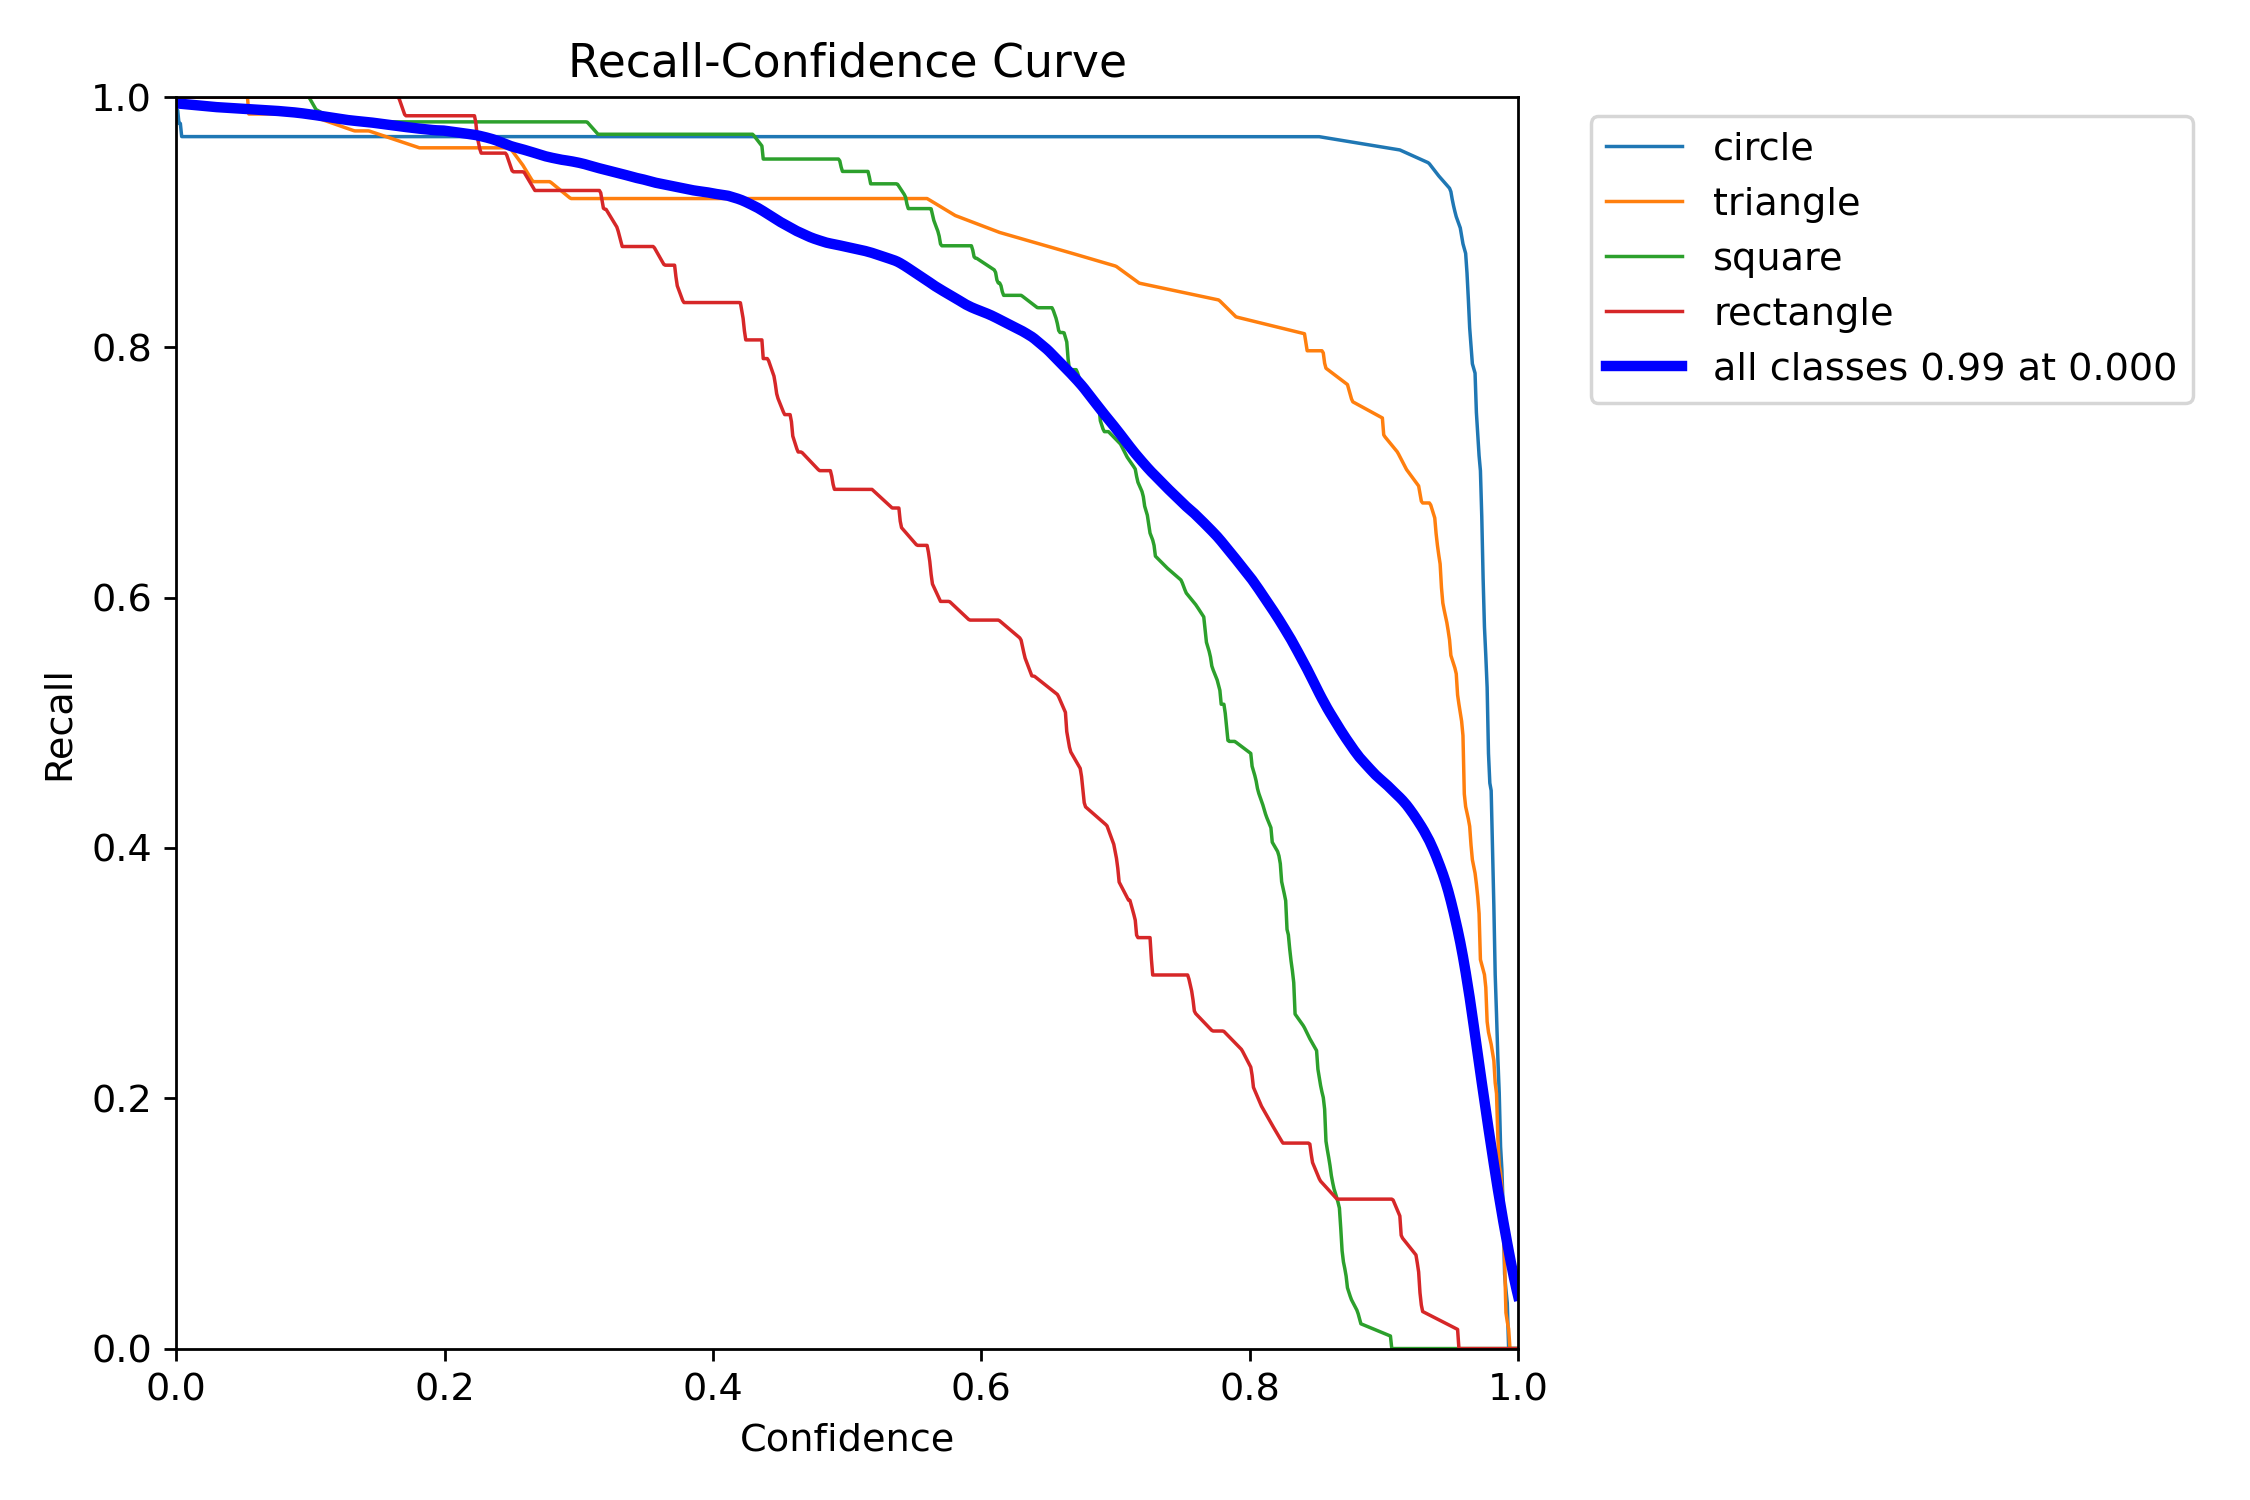 Recall-Confidence Curve
1.0
0.8
0.6
0.4
0.2
0.0
Recall
0.0 0.2 0.4 0.6 0.8 1.0
Confidence
circle
triangle
square
rectangle
all classes 0.99 at 0.000